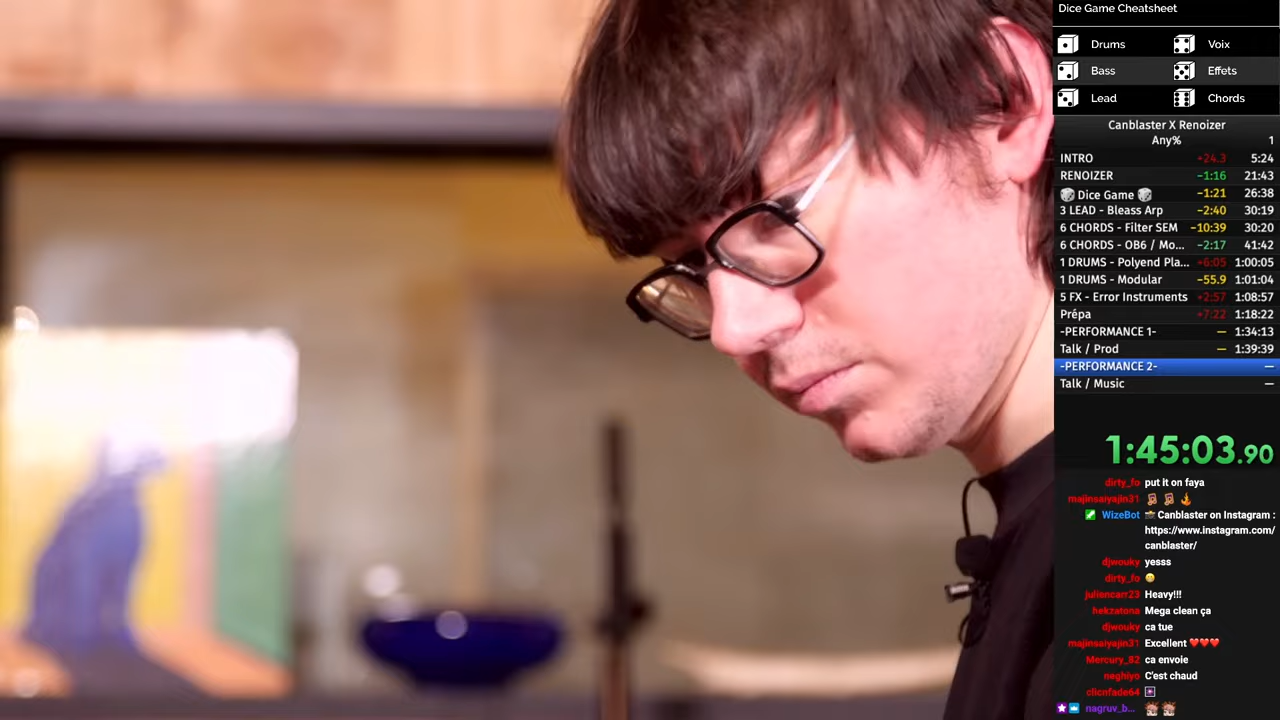 Dice Game Cheatsheet
Drums Voix
Bass Effets
Lead Chords
Canblaster X Renoizer
Any% 1
INTRO +24.3 5:24
RENOIZER −1:16 21:43
Dice Game −1:21 26:38
3 LEAD - Bleass Arp −2:40 30:19
6 CHORDS - Filter SEM −10:39 30:20
6 CHORDS - OB6 / Mo... −2:17 41:42
1 DRUMS - Polyend Pla... +6:05 1:00:05
1 DRUMS - Modular −55.9 1:01:04
5 FX - Error Instruments +2:57 1:08:57
Prépa +7:22 1:18:22
-PERFORMANCE 1- — 1:34:13
Talk / Prod — 1:39:39
-PERFORMANCE 2- —
Talk / Music —
1:45:03.90
dirty_fo put it on faya
majinsaiyajin31
WizeBot Canblaster on Instagram :
https://www.instagram.com/
canblaster/
djwouky yesss
dirty_fo
juliencarr23 Heavy!!!
hekzatona Mega clean ça
djwouky ca tue
majinsaiyajin31 Excellent ❤️❤️❤️
Mercury_82 ca envoie
neghiyo C'est chaud
clicnfade64
nagruv_b...